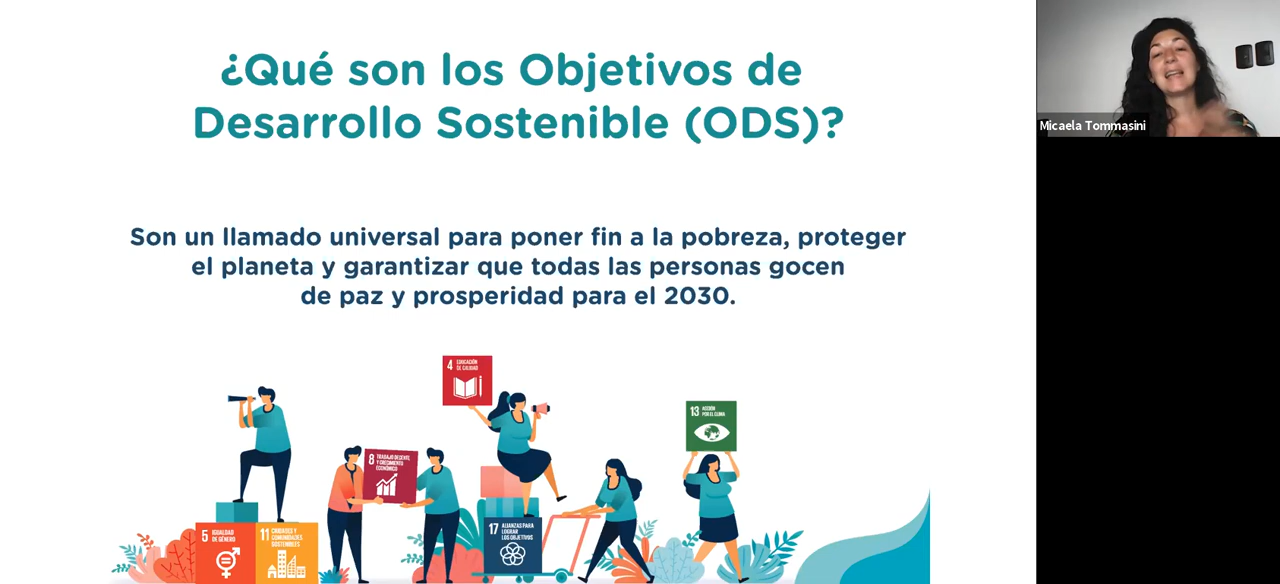 ¿Qué son los Objetivos de
Desarrollo Sostenible (ODS)?
Micaela Tommasini
Son un llamado universal para poner fin a la pobreza, proteger
el planeta y garantizar que todas las personas gocen
de paz y prosperidad para el 2030.
4 EDUCACIÓN
DE CALIDAD
13 ACCIÓN
POR EL CLIMA
8 TRABAJO DECENTE
Y CRECIMIENTO
ECONÓMICO
5 IGUALDAD
DE GÉNERO
11 CIUDADES Y
COMUNIDADES
SOSTENIBLES
17 ALIANZAS PARA
LOGRAR
LOS OBJETIVOS